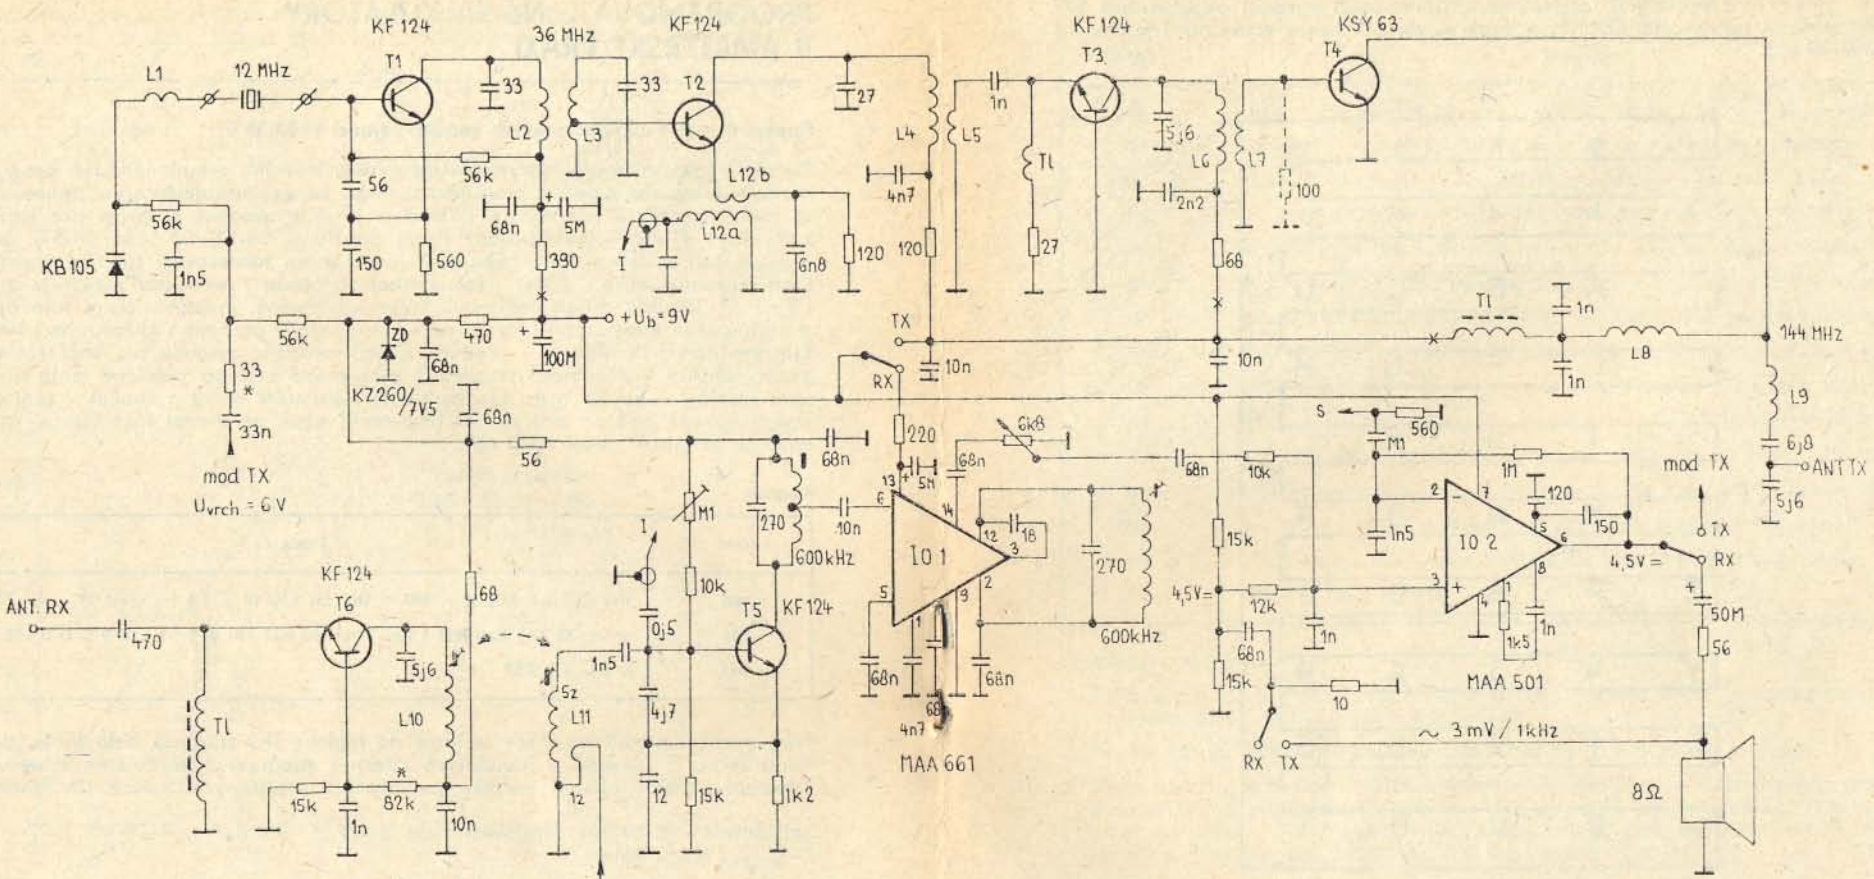 KF 124
36 MHz
KF 124
KF 124
KSY 63
L1
12 MHz
T1
33
L2
L3
33
T2
27
L4
L5
1n
T3
5j6
L6
L7
T4
100
56k
56
56k
68n
5M
L12b
L12a
I
4n7
Tl
2n2
KB 105
1n5
150
560
390
6n8
120
120
27
68
56k
ZD
68n
470
100M
+ Ub = 9V
TX
RX
10n
10n
Tl
1n
1n
L8
144 MHz
L9
33
*
33n
KZ 260
/7V5
68n
mod TX
Uvrch = 6 V
56
68n
220
5M
68n
6k8
68n
10k
S
560
M1
1M
120
150
mod TX
6j8
ANT TX
5j6
M1
270
600kHz
10n
13
6
14
12
18
3
IO 1
5
1
9
2
270
600kHz
15k
2
7
1n5
5
6
IO 2
4,5V=
TX
RX
8
3
4
1
ANT. RX
470
KF 124
T6
68
5j6
L10
I
0j5
10k
KF 124
T5
1n5
5z
L11
4j7
1z
12
15k
1k2
68n
4n7
68
68n
MAA 661
4,5V=
12k
68n
1n
15k
10
1k5
1n
MAA 501
50M
56
RX TX
~ 3mV / 1kHz
8Ω
Tl
15k
*
82k
1n
10n